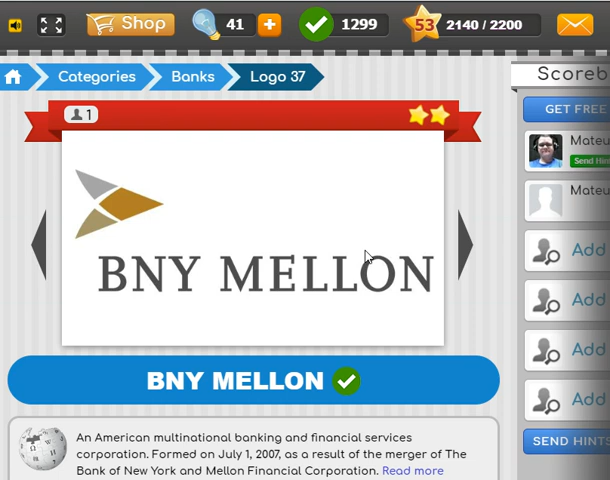 Shop 41 1299 53 2140 / 2200
Categories Banks Logo 37
Scoreb
1
GET FREE
Mateu
Send Hin
Mateu
BNY MELLON
Add
Add
Add
BNY MELLON
Add
An American multinational banking and financial services
corporation. Formed on July 1, 2007, as a result of the merger of The
Bank of New York and Mellon Financial Corporation. Read more
SEND HINTS